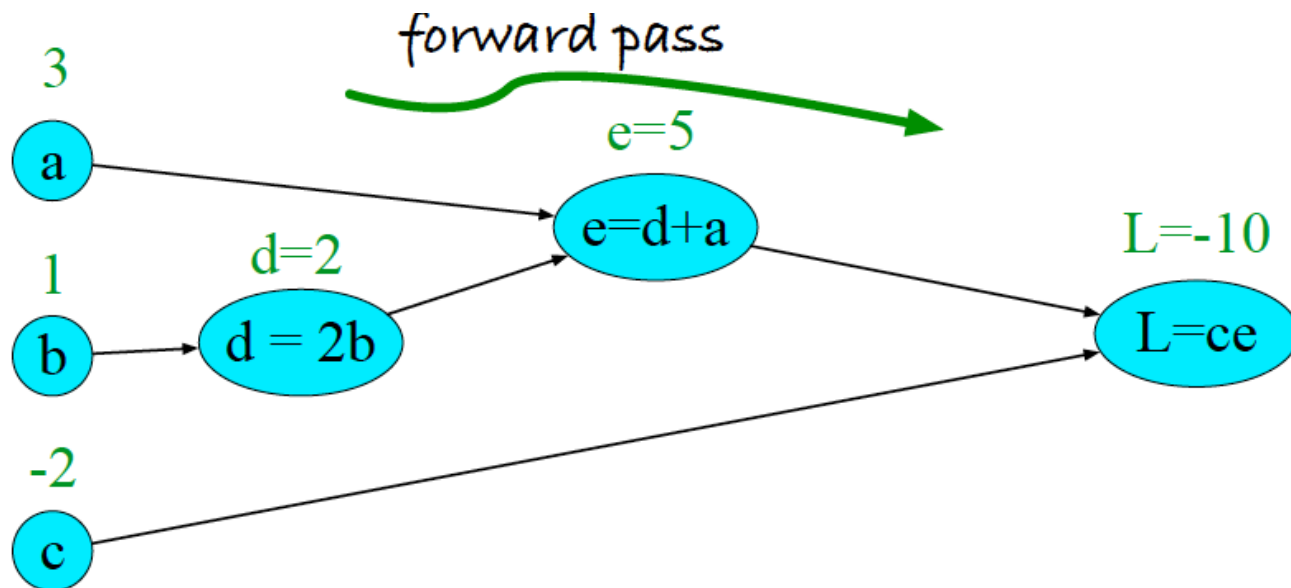 forward pass
3
a
e=5
e=d+a
L=-10
L=ce
1
b
d=2
d = 2b
-2
c